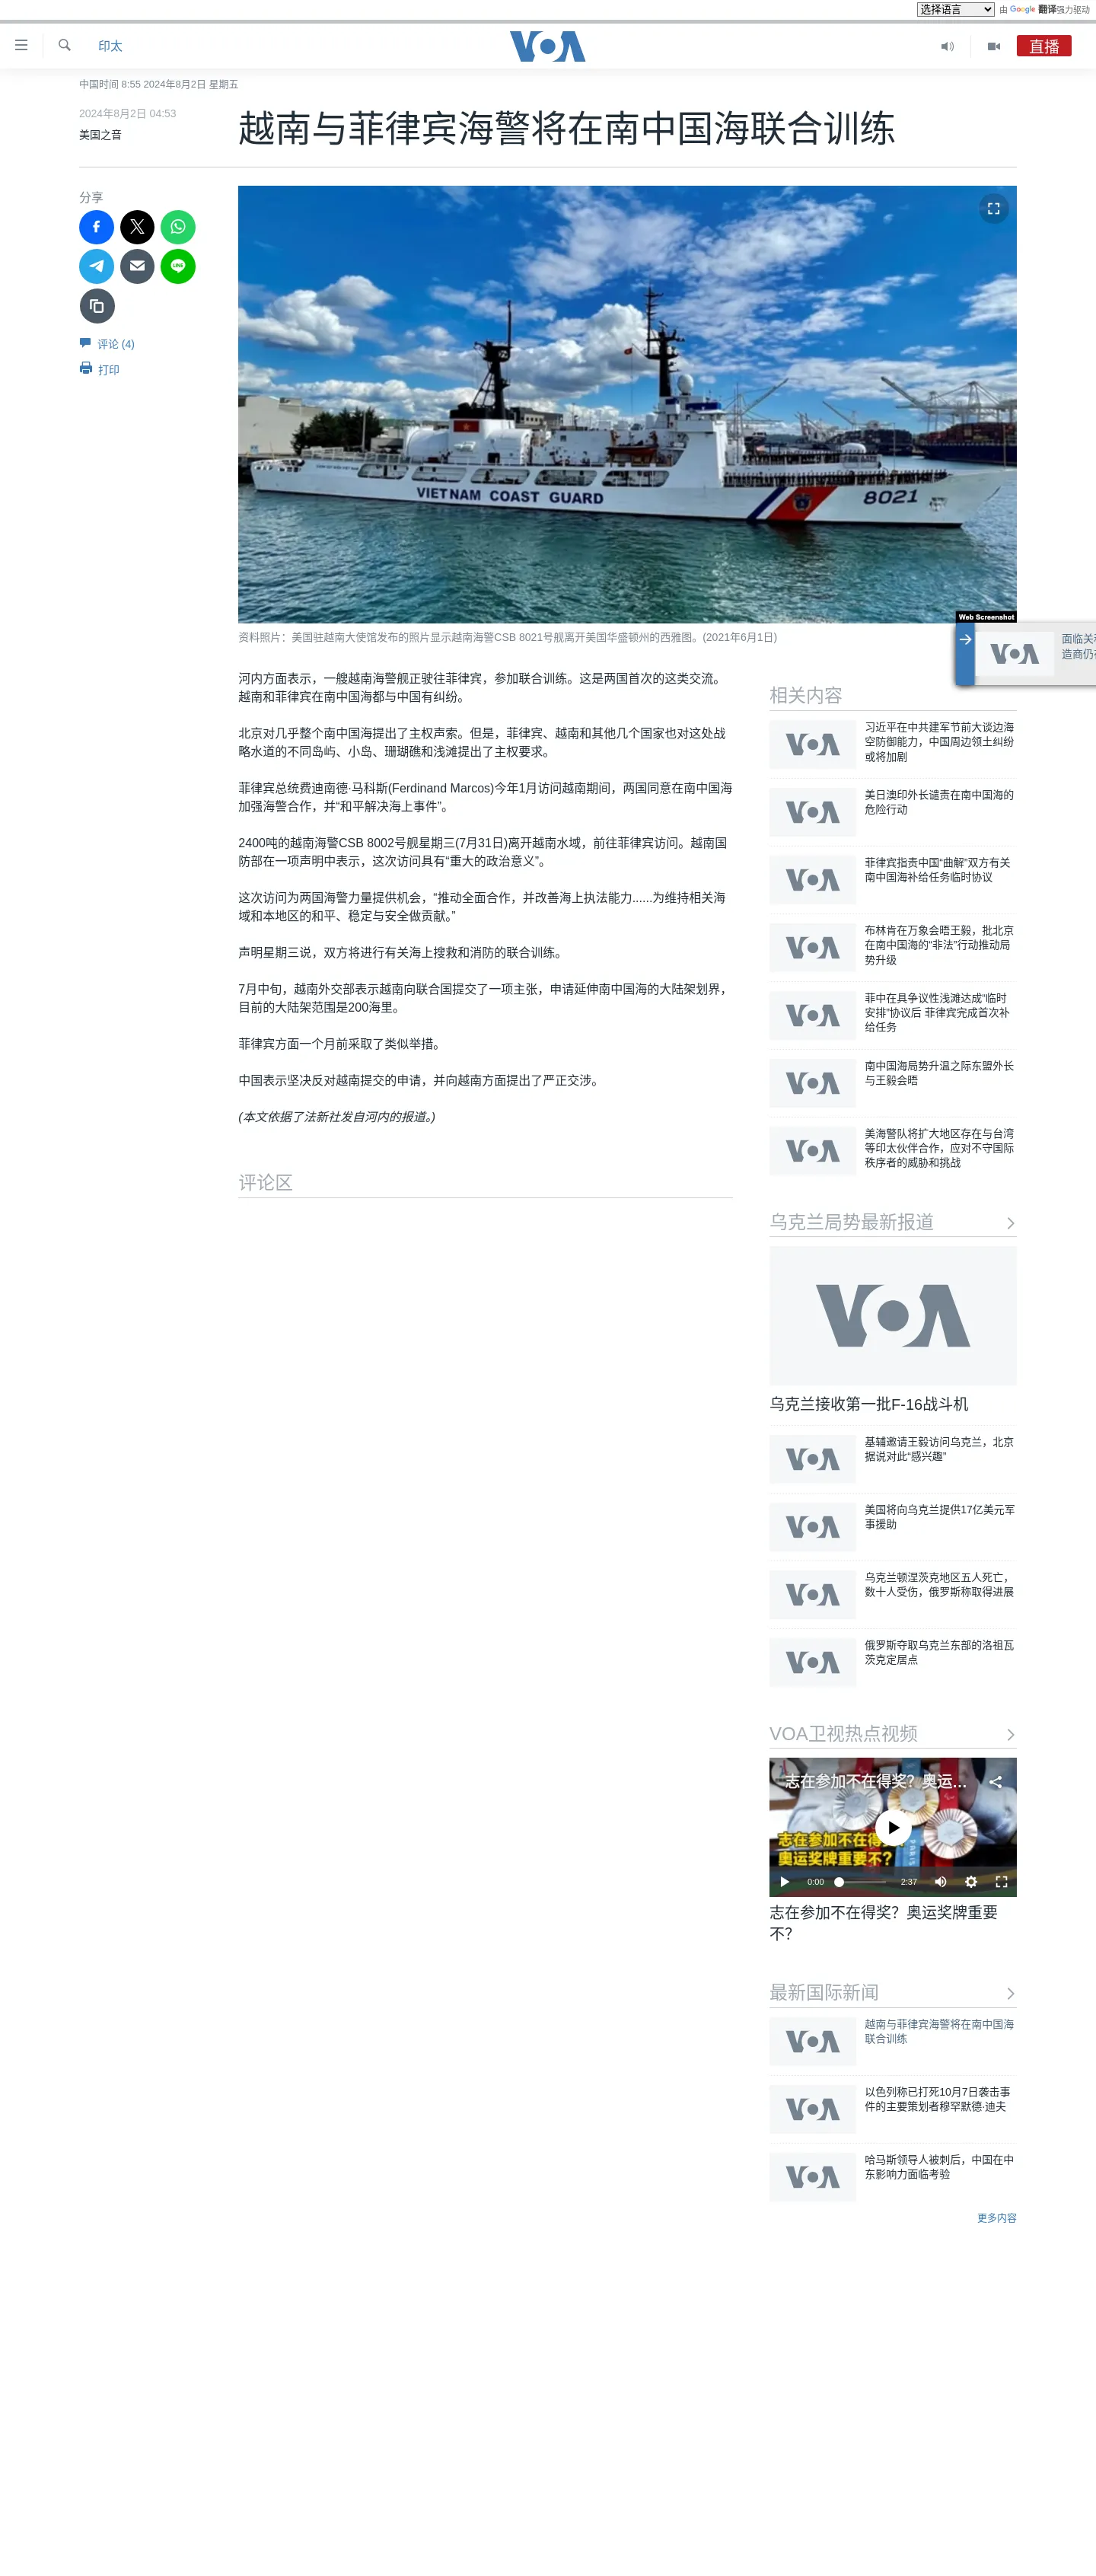 选择语言
由 Google 翻译强力驱动
印太
VOA
直播
中国时间 8:55 2024年8月2日 星期五
2024年8月2日 04:53
美国之音
越南与菲律宾海警将在南中国海联合训练
分享
评论 (4)
打印
VIETNAM COAST GUARD
8021
Web Screenshot
资料照片：美国驻越南大使馆发布的照片显示越南海警CSB 8021号舰离开美国华盛顿州的西雅图。(2021年6月1日)
河内方面表示，一艘越南海警舰正驶往菲律宾，参加联合训练。这是两国首次的这类交流。
越南和菲律宾在南中国海都与中国有纠纷。
北京对几乎整个南中国海提出了主权声索。但是，菲律宾、越南和其他几个国家也对这处战
略水道的不同岛屿、小岛、珊瑚礁和浅滩提出了主权要求。
菲律宾总统费迪南德·马科斯(Ferdinand Marcos)今年1月访问越南期间，两国同意在南中国海
加强海警合作，并“和平解决海上事件”。
2400吨的越南海警CSB 8002号舰星期三(7月31日)离开越南水域，前往菲律宾访问。越南国
防部在一项声明中表示，这次访问具有“重大的政治意义”。
这次访问为两国海警力量提供机会，“推动全面合作，并改善海上执法能力......为维持相关海
域和本地区的和平、稳定与安全做贡献。”
声明星期三说，双方将进行有关海上搜救和消防的联合训练。
7月中旬，越南外交部表示越南向联合国提交了一项主张，申请延伸南中国海的大陆架划界，
目前的大陆架范围是200海里。
菲律宾方面一个月前采取了类似举措。
中国表示坚决反对越南提交的申请，并向越南方面提出了严正交涉。
(本文依据了法新社发自河内的报道。)
评论区
VOA
面临关
造商仍
相关内容
VOA
习近平在中共建军节前大谈边海
空防御能力，中国周边领土纠纷
或将加剧
VOA
美日澳印外长谴责在南中国海的
危险行动
VOA
菲律宾指责中国“曲解”双方有关
南中国海补给任务临时协议
VOA
布林肯在万象会晤王毅，批北京
在南中国海的“非法”行动推动局
势升级
VOA
菲中在具争议性浅滩达成“临时
安排”协议后 菲律宾完成首次补
给任务
VOA
南中国海局势升温之际东盟外长
与王毅会晤
VOA
美海警队将扩大地区存在与台湾
等印太伙伴合作，应对不守国际
秩序者的威胁和挑战
乌克兰局势最新报道
VOA
乌克兰接收第一批F-16战斗机
VOA
基辅邀请王毅访问乌克兰，北京
据说对此“感兴趣”
VOA
美国将向乌克兰提供17亿美元军
事援助
VOA
乌克兰顿涅茨克地区五人死亡，
数十人受伤，俄罗斯称取得进展
VOA
俄罗斯夺取乌克兰东部的洛祖瓦
茨克定居点
VOA卫视热点视频
志在参加不在得奖？奥运...
志在参加不在得
奥运奖牌重要不？
0:00
2:37
志在参加不在得奖？奥运奖牌重要
不？
最新国际新闻
VOA
越南与菲律宾海警将在南中国海
联合训练
VOA
以色列称已打死10月7日袭击事
件的主要策划者穆罕默德·迪夫
VOA
哈马斯领导人被刺后，中国在中
东影响力面临考验
更多内容